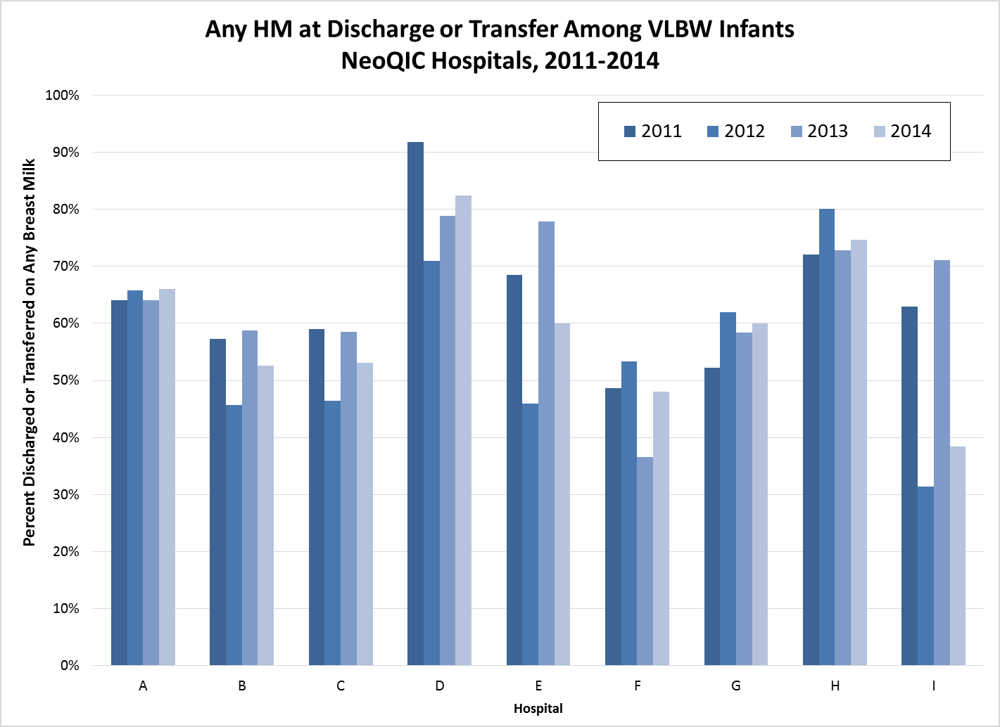 Any HM at Discharge or Transfer Among VLBW Infants
NeoQIC Hospitals, 2011-2014
Percent Discharged or Transferred on Any Breast Milk
100%
90%
80%
70%
60%
50%
40%
30%
20%
10%
0%
2011 2012 2013 2014
A B C D E F G H I
Hospital